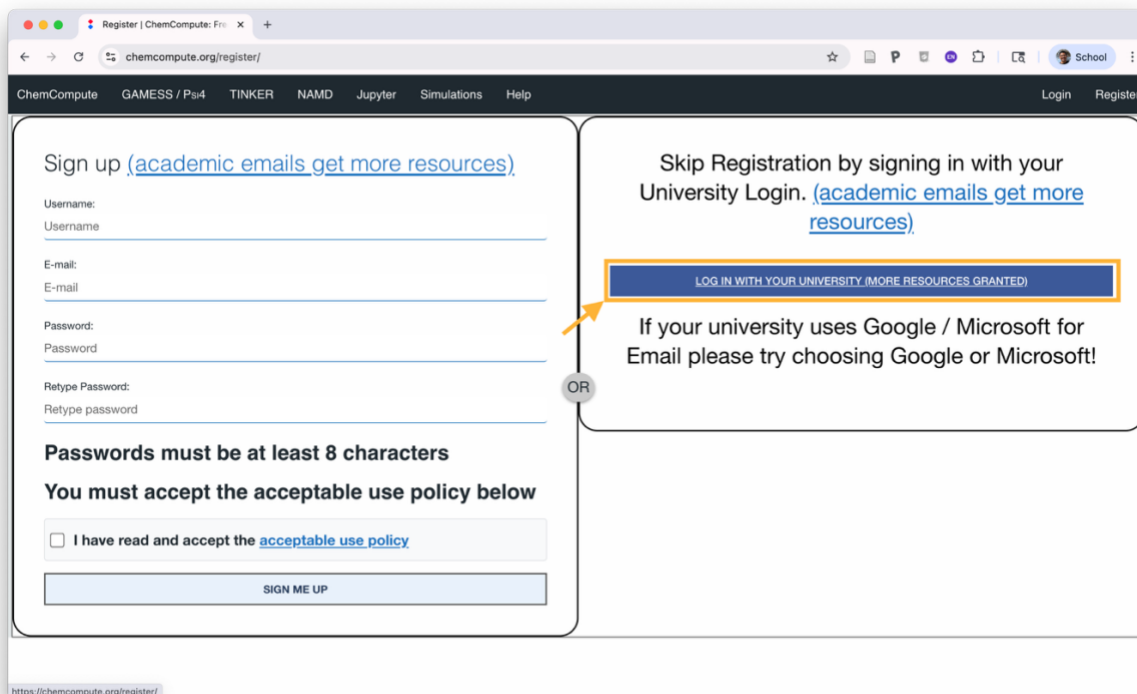 Register | ChemCompute: Fre
chemcompute.org/register/
School
ChemCompute GAMESS / Psi4 TINKER NAMD Jupyter Simulations Help Login Register
Sign up (academic emails get more resources)
Username:
Username
E-mail:
E-mail
Password:
Password
Retype Password:
Retype password
Passwords must be at least 8 characters
You must accept the acceptable use policy below
I have read and accept the acceptable use policy
SIGN ME UP
OR
Skip Registration by signing in with your
University Login. (academic emails get more
resources)
LOG IN WITH YOUR UNIVERSITY (MORE RESOURCES GRANTED)
If your university uses Google / Microsoft for
Email please try choosing Google or Microsoft!
https://chemcompute.org/register/